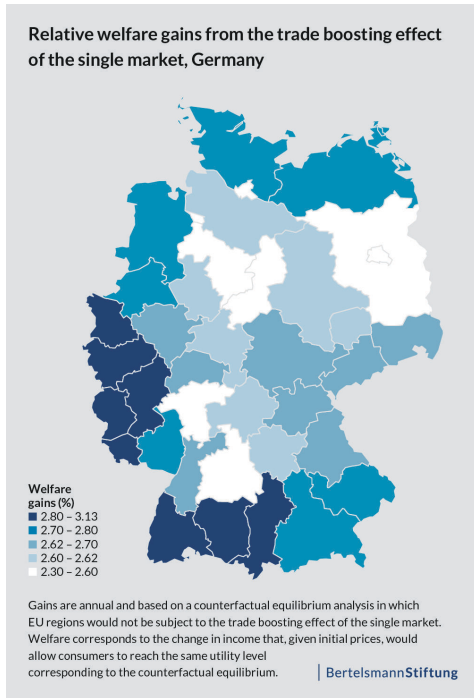 Relative welfare gains from the trade boosting effect
of the single market, Germany
Welfare
gains (%)
2.80 – 3.13
2.70 – 2.80
2.62 – 2.70
2.60 – 2.62
2.30 – 2.60
Gains are annual and based on a counterfactual equilibrium analysis in which
EU regions would not be subject to the trade boosting effect of the single market.
Welfare corresponds to the change in income that, given initial prices, would
allow consumers to reach the same utility level
corresponding to the counterfactual equilibrium.
BertelsmannStiftung